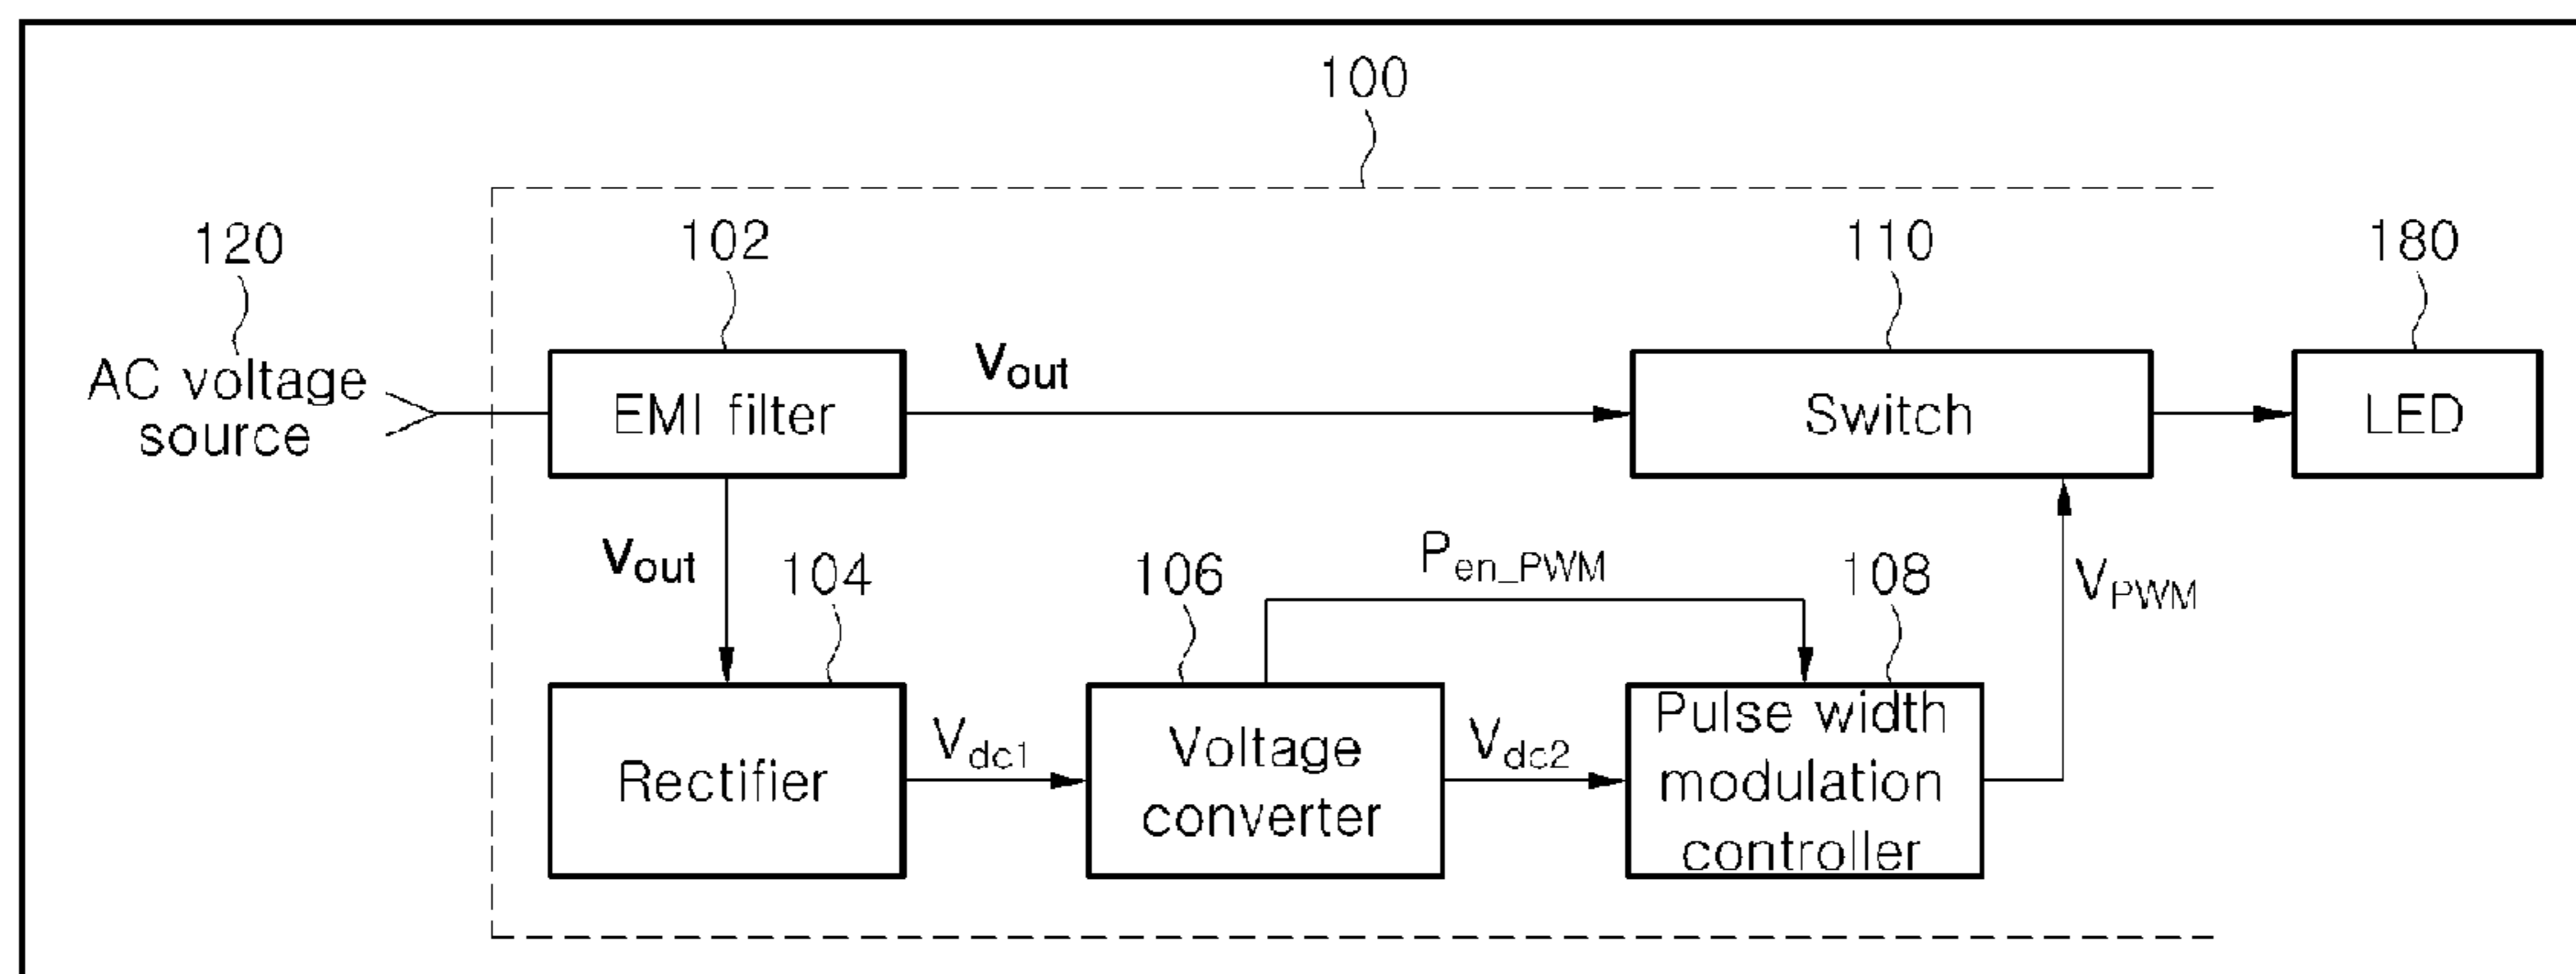 100
120
102
110
180
AC voltage
source
EMI filter
Vout
Switch
LED
Vout
104
106
Pen_PWM
108
VPWM
Rectifier
Vdc1
Voltage
converter
Vdc2
Pulse width
modulation
controller